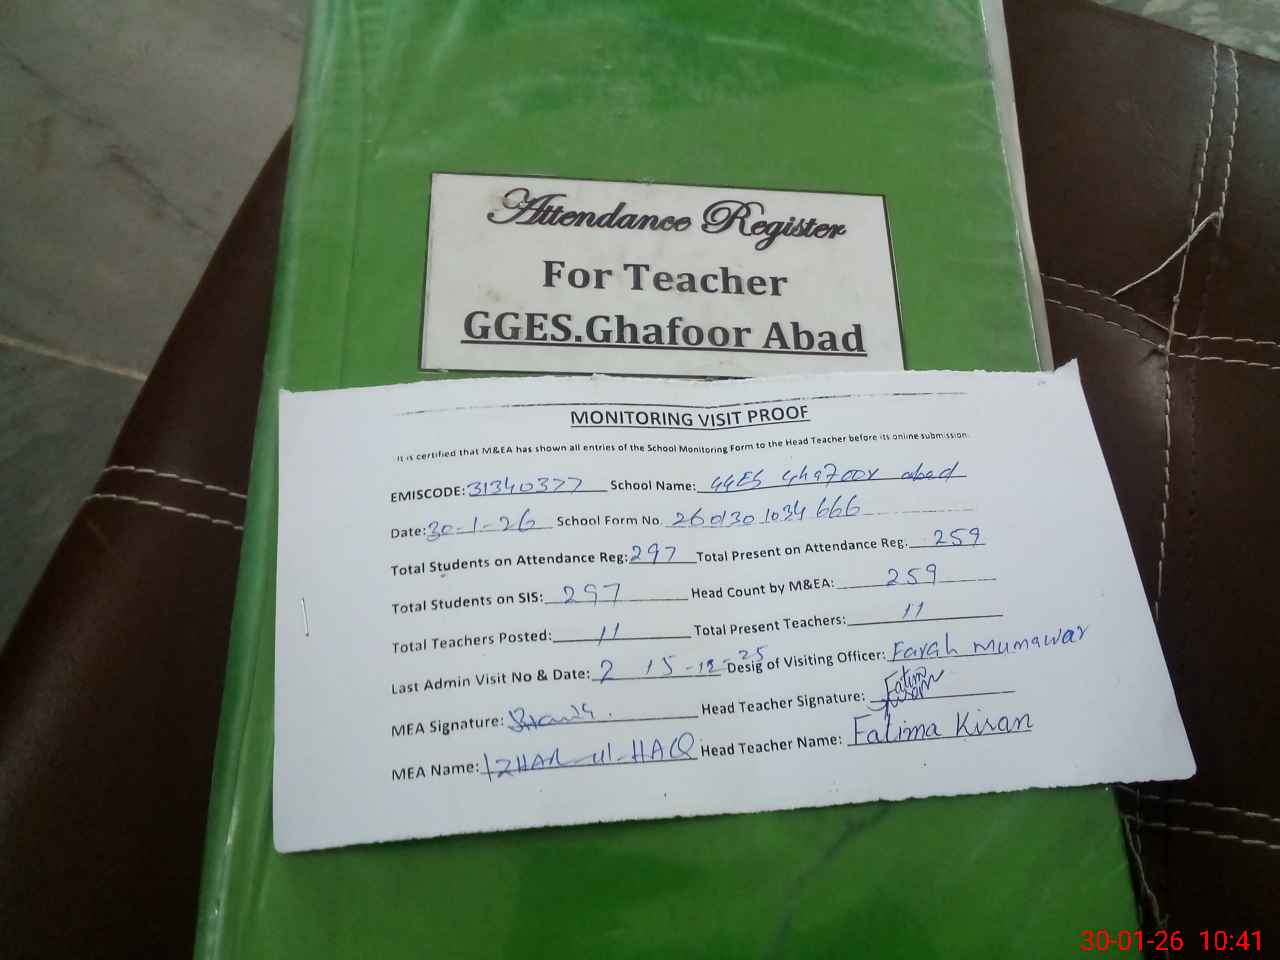 Attendance Register
For Teacher
GGES.Ghafoor Abad
MONITORING VISIT PROOF
It is certified that M&EA has shown all entries of the School Monitoring Form to the Head Teacher before its online submission.
EMISCODE: 31340377 School Name: GGES Ghafoor abad
Date: 30-1-26 School Form No. 260130 1034 666
Total Students on Attendance Reg: 297 Total Present on Attendance Reg. 259
Total Students on SIS: 297 Head Count by M&EA: 259
Total Teachers Posted: 11 Total Present Teachers: 11
Last Admin Visit No & Date: 2 15-12-25 Desig of Visiting Officer: Farah Munawar
MEA Signature: Head Teacher Signature: Fatima Kiran
MEA Name: IZHAR-ul-HAQ Head Teacher Name: Fatima Kiran
30-01-26 10:41